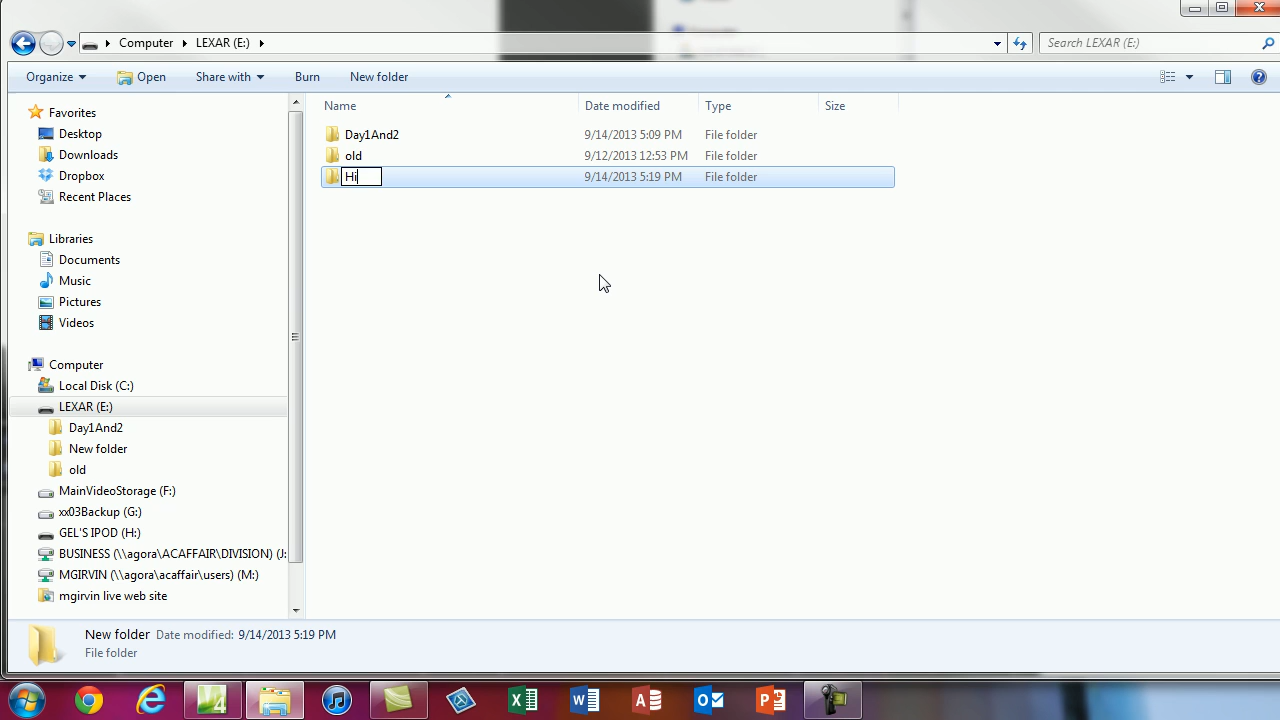 Computer LEXAR (E:)
Search LEXAR (E:)
Organize Open Share with Burn New folder
Name Date modified Type Size
Day1And2 9/14/2013 5:09 PM File folder
old 9/12/2013 12:53 PM File folder
Hi 9/14/2013 5:19 PM File folder
Favorites
Desktop
Downloads
Dropbox
Recent Places
Libraries
Documents
Music
Pictures
Videos
Computer
Local Disk (C:)
LEXAR (E:)
Day1And2
New folder
old
MainVideoStorage (F:)
xx03Backup (G:)
GEL'S IPOD (H:)
BUSINESS (\\agora\ACAFFAIR\DIVISION) (J:
MGIRVIN (\\agora\acaffair\users) (M:)
mgirvin live web site
New folder Date modified: 9/14/2013 5:19 PM
File folder